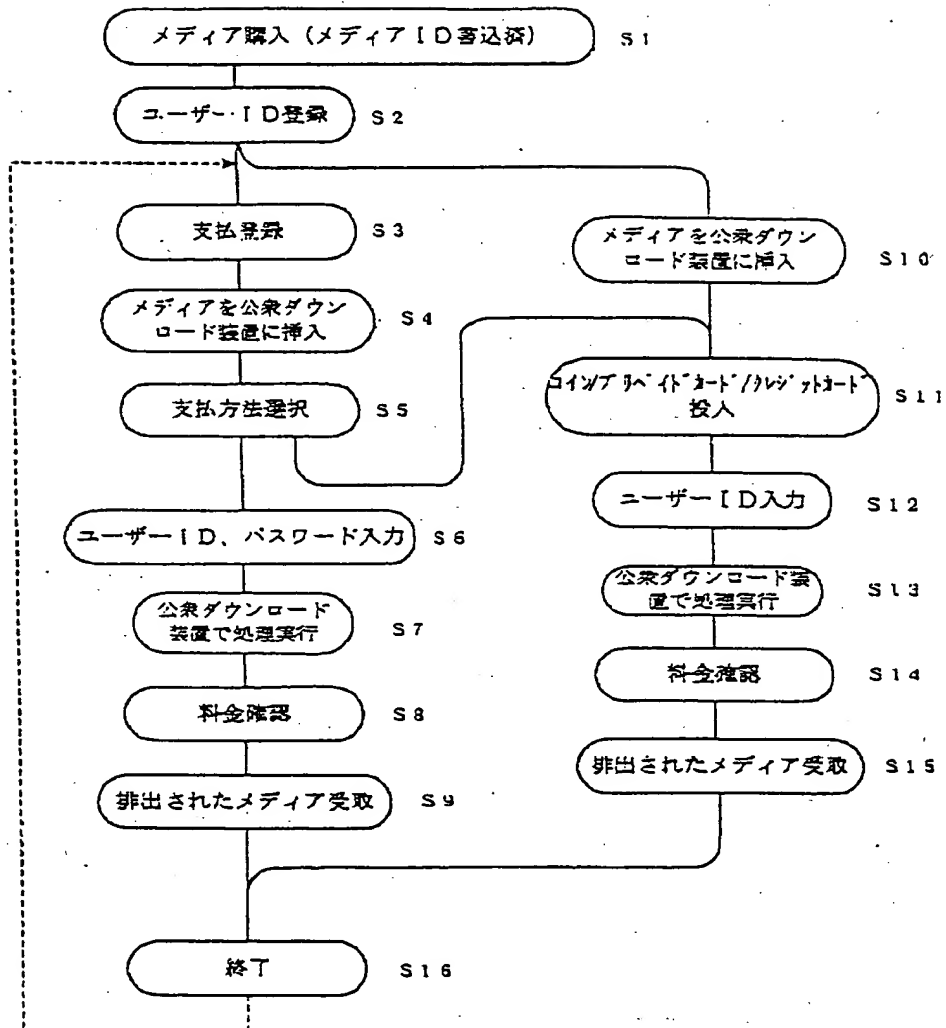 メディア購入（メディアＩＤ書込済） S1
ユーザー・ＩＤ登録 S2
支払登録 S3
メディアを公衆ダウン
ロード装置に挿入 S4
支払方法選択 S5
ユーザーＩＤ、パスワード入力 S6
公衆ダウンロード
装置で処理実行 S7
料金確認 S8
排出されたメディア受取 S9
メディアを公衆ダウン
ロード装置に挿入 S10
コイン/プリペイドカード/クレジットカード
投入 S11
ユーザーＩＤ入力 S12
公衆ダウンロード装
置で処理実行 S13
料金確認 S14
排出されたメディア受取 S15
終了 S16